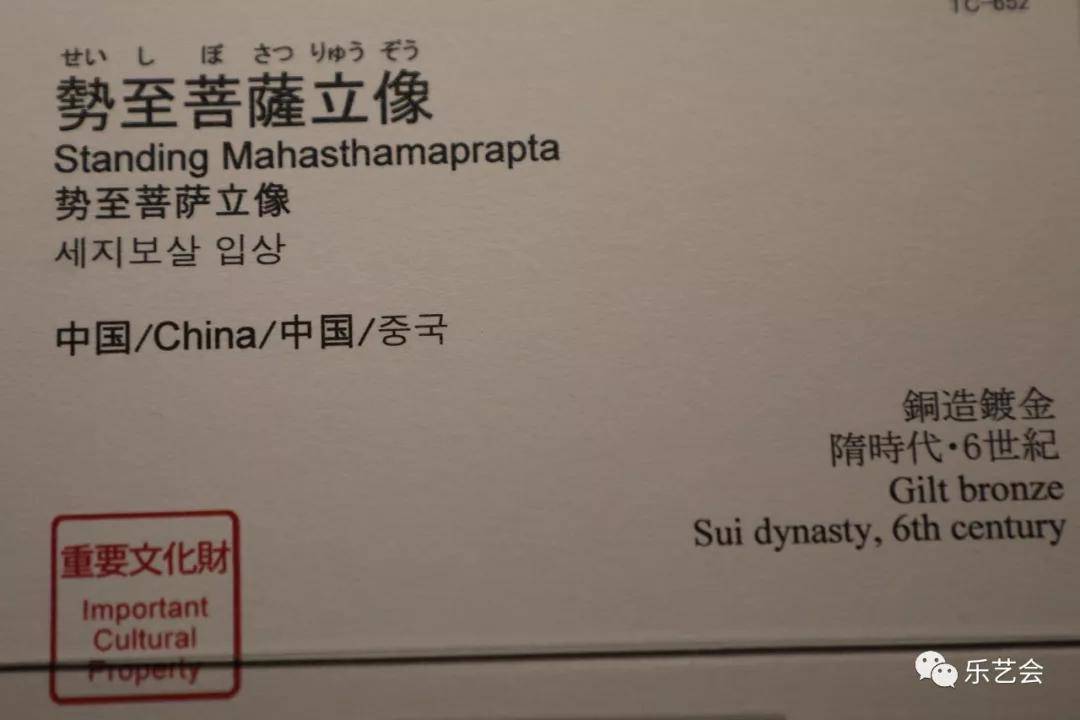 TC-652
せいしぼさつりゅうぞう
勢至菩薩立像
Standing Mahasthamaprapta
势至菩萨立像
세지보살 입상
中国/China/中国/중국
銅造鍍金
隋時代・6世紀
Gilt bronze
Sui dynasty, 6th century
重要文化財
Important
Cultural
Property
乐艺会